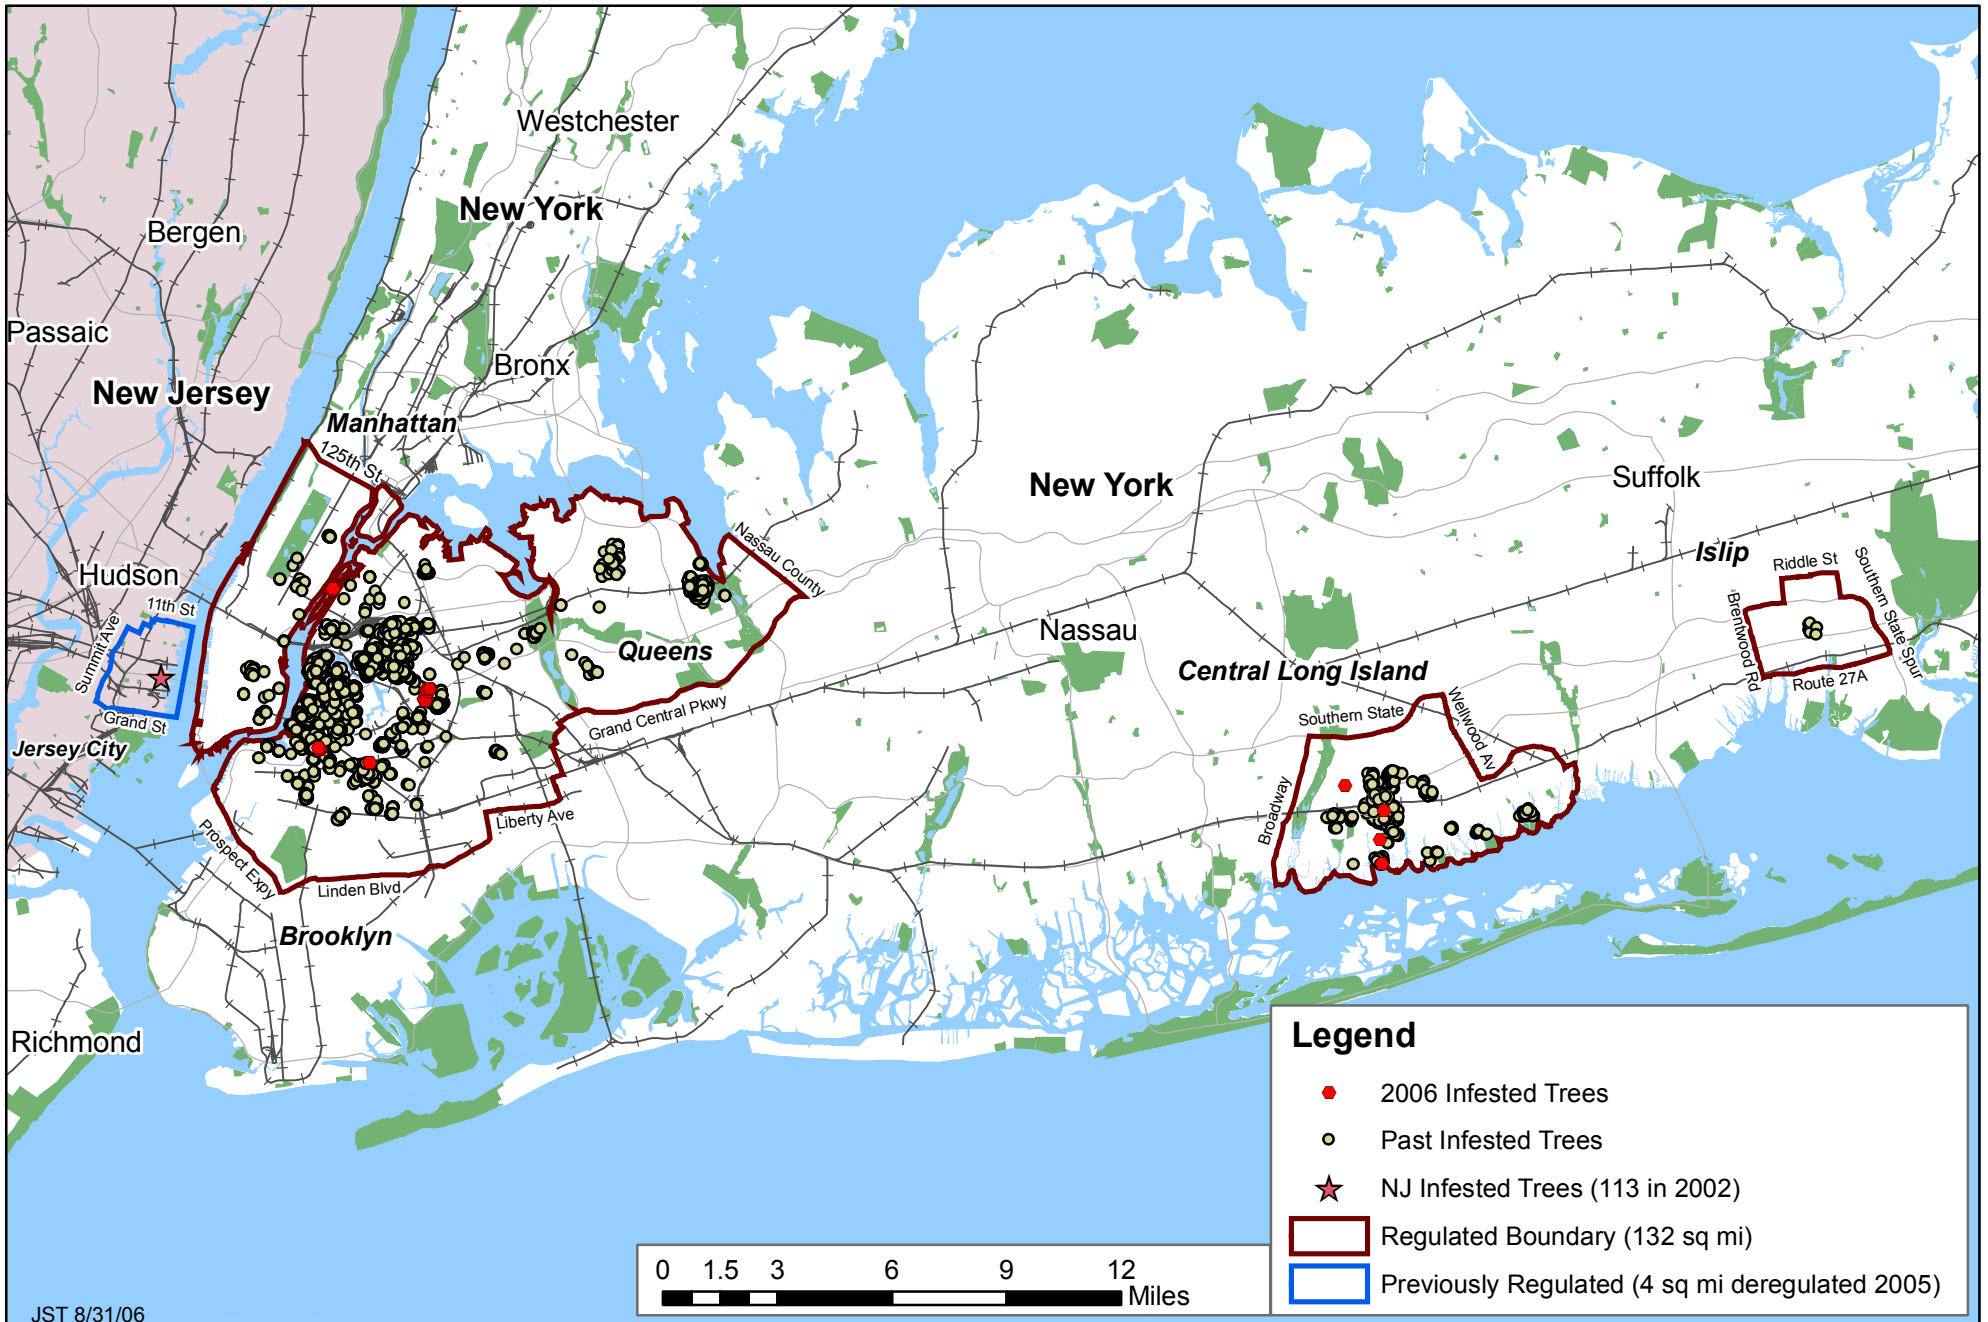 Westchester
New York
Bergen
Passaic
Bronx
New Jersey
Manhattan
125th St
New York
Suffolk
Nassau County
Islip
Riddle St
Southern State Spur
Hudson
11th St
Summit Ave
Brentwood Rd
Nassau
Queens
Central Long Island
Route 27A
Grand St
Jersey City
Grand Central Pkwy
Southern State
Wellwood Av
Broadway
Liberty Ave
Prospect Expy
Linden Blvd
Brooklyn
Richmond
Legend
2006 Infested Trees
Past Infested Trees
NJ Infested Trees (113 in 2002)
Regulated Boundary (132 sq mi)
Previously Regulated (4 sq mi deregulated 2005)
0 1.5 3 6 9 12
Miles
JST 8/31/06